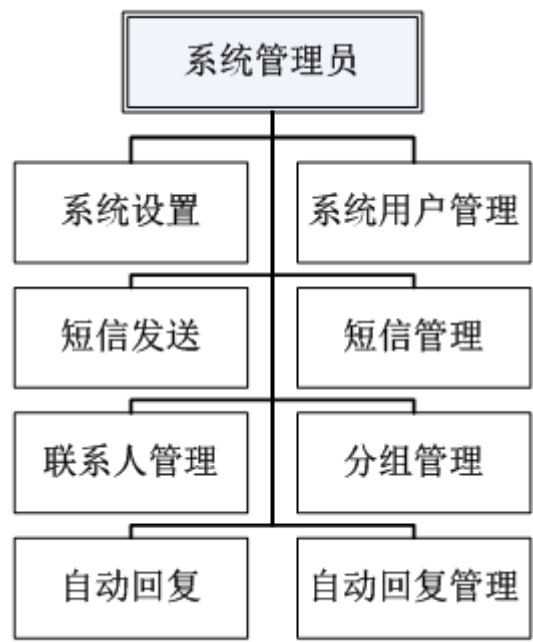 系统管理员
系统设置
系统用户管理
短信发送
短信管理
联系人管理
分组管理
自动回复
自动回复管理